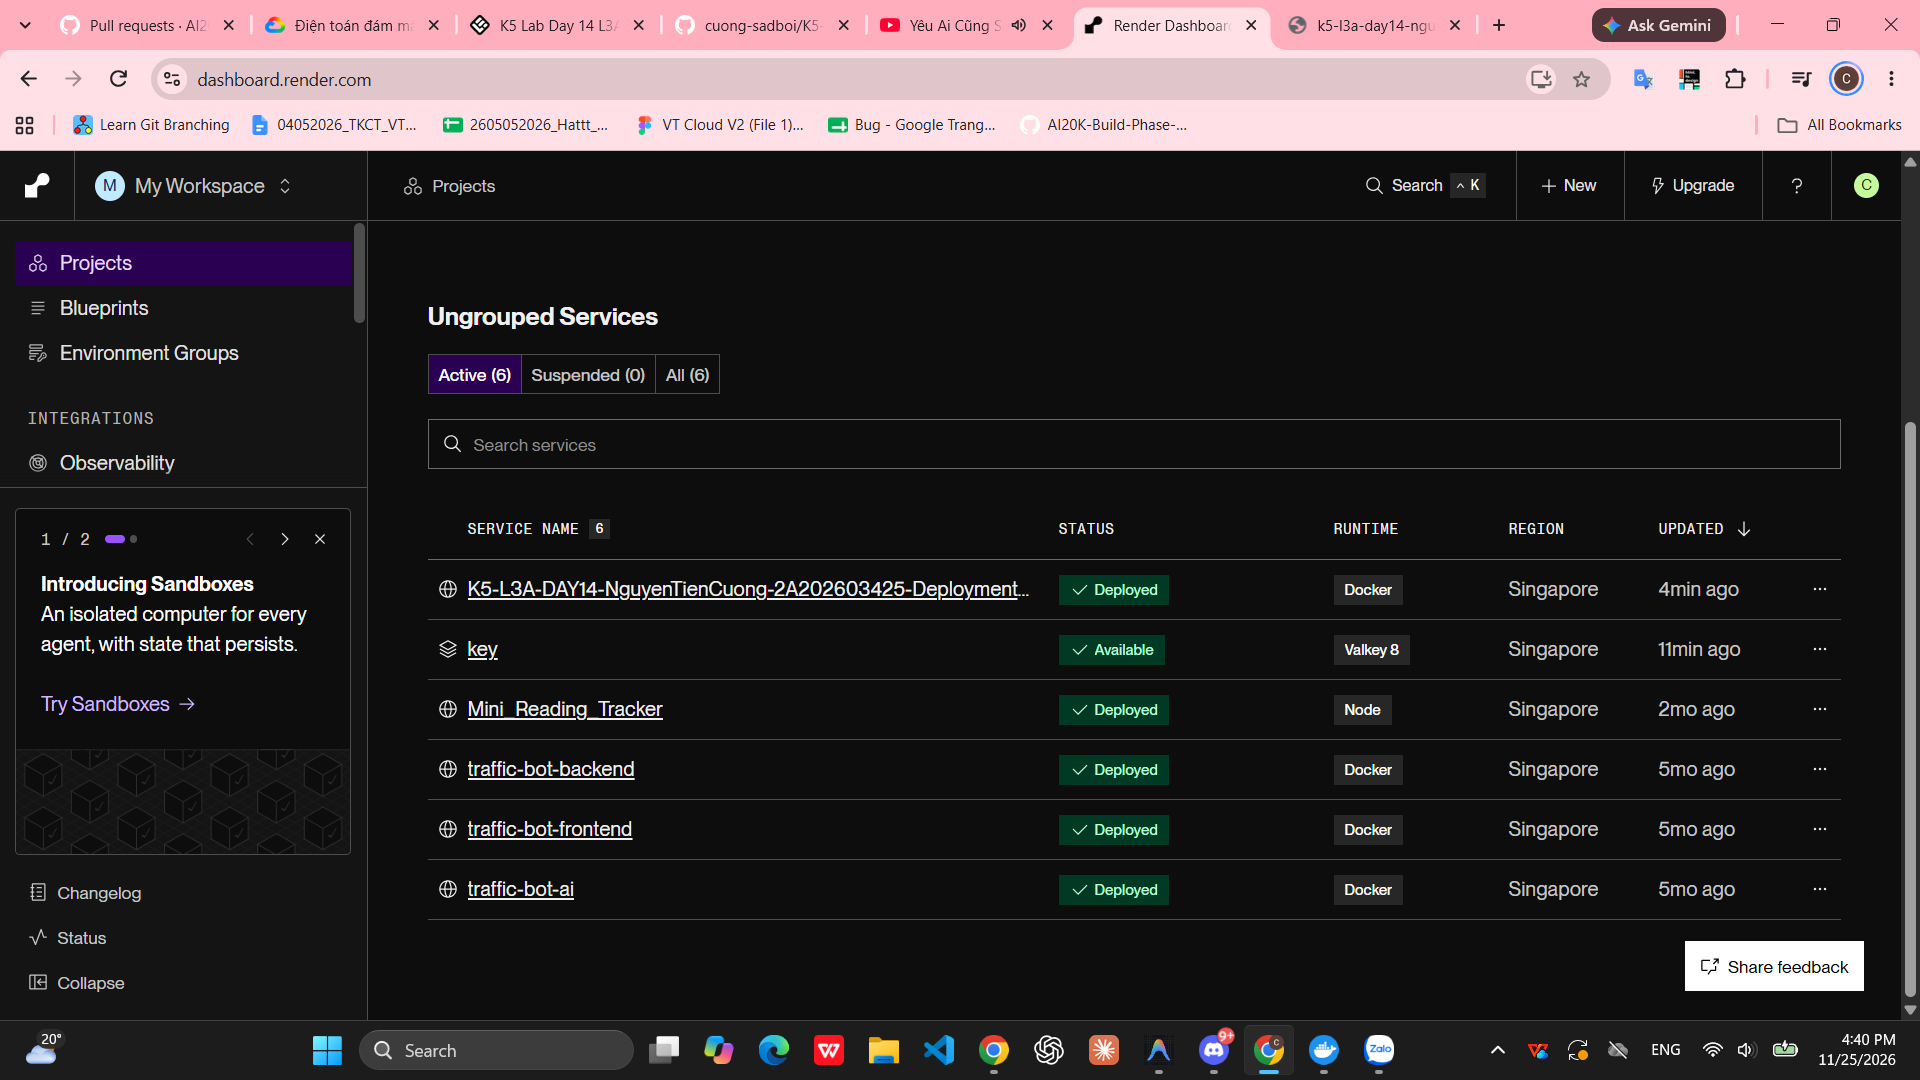 Pull requests · AI2
Điện toán đám m
K5 Lab Day 14 L3A
cuong-sadboi/K5-
Yêu Ai Cũng S
Render Dashboar
k5-l3a-day14-ngu
Ask Gemini
dashboard.render.com
C
Learn Git Branching
04052026_TKCT_VT...
2605052026_Hattt_...
VT Cloud V2 (File 1)...
Bug - Google Trang...
AI20K-Build-Phase-...
All Bookmarks
M My Workspace
Projects
Search ^ K
+ New
Upgrade
?
C
Projects
Blueprints
Environment Groups
INTEGRATIONS
Observability
1 / 2
Introducing Sandboxes
An isolated computer for every
agent, with state that persists.
Try Sandboxes →
Changelog
Status
Collapse
Ungrouped Services
Active (6) Suspended (0) All (6)
Search services
SERVICE NAME 6 STATUS RUNTIME REGION UPDATED ↓
K5-L3A-DAY14-NguyenTienCuong-2A202603425-Deployment... Deployed Docker Singapore 4min ago ...
key Available Valkey 8 Singapore 11min ago ...
Mini_Reading_Tracker Deployed Node Singapore 2mo ago ...
traffic-bot-backend Deployed Docker Singapore 5mo ago ...
traffic-bot-frontend Deployed Docker Singapore 5mo ago ...
traffic-bot-ai Deployed Docker Singapore 5mo ago ...
Share feedback
20°
Search
9+
Zalo
ENG
4:40 PM
11/25/2026